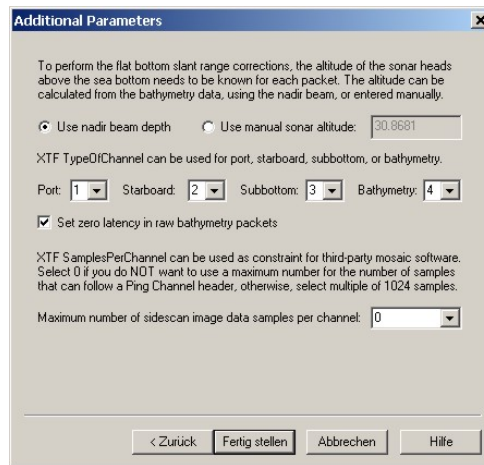 Additional Parameters
To perform the flat bottom slant range corrections, the altitude of the sonar heads
above the sea bottom needs to be known for each packet. The altitude can be
calculated from the bathymetry data, using the nadir beam, or entered manually.
Use nadir beam depth Use manual sonar altitude: 30.8681
XTF TypeOfChannel can be used for port, starboard, subbottom, or bathymetry.
Port: 1 Starboard: 2 Subbottom: 3 Bathymetry: 4
Set zero latency in raw bathymetry packets
XTF SamplesPerChannel can be used as constraint for third-party mosaic software.
Select 0 if you do NOT want to use a maximum number for the number of samples
that can follow a Ping Channel header, otherwise, select multiple of 1024 samples.
Maximum number of sidescan image data samples per channel: 0
< Zurück Fertig stellen Abbrechen Hilfe